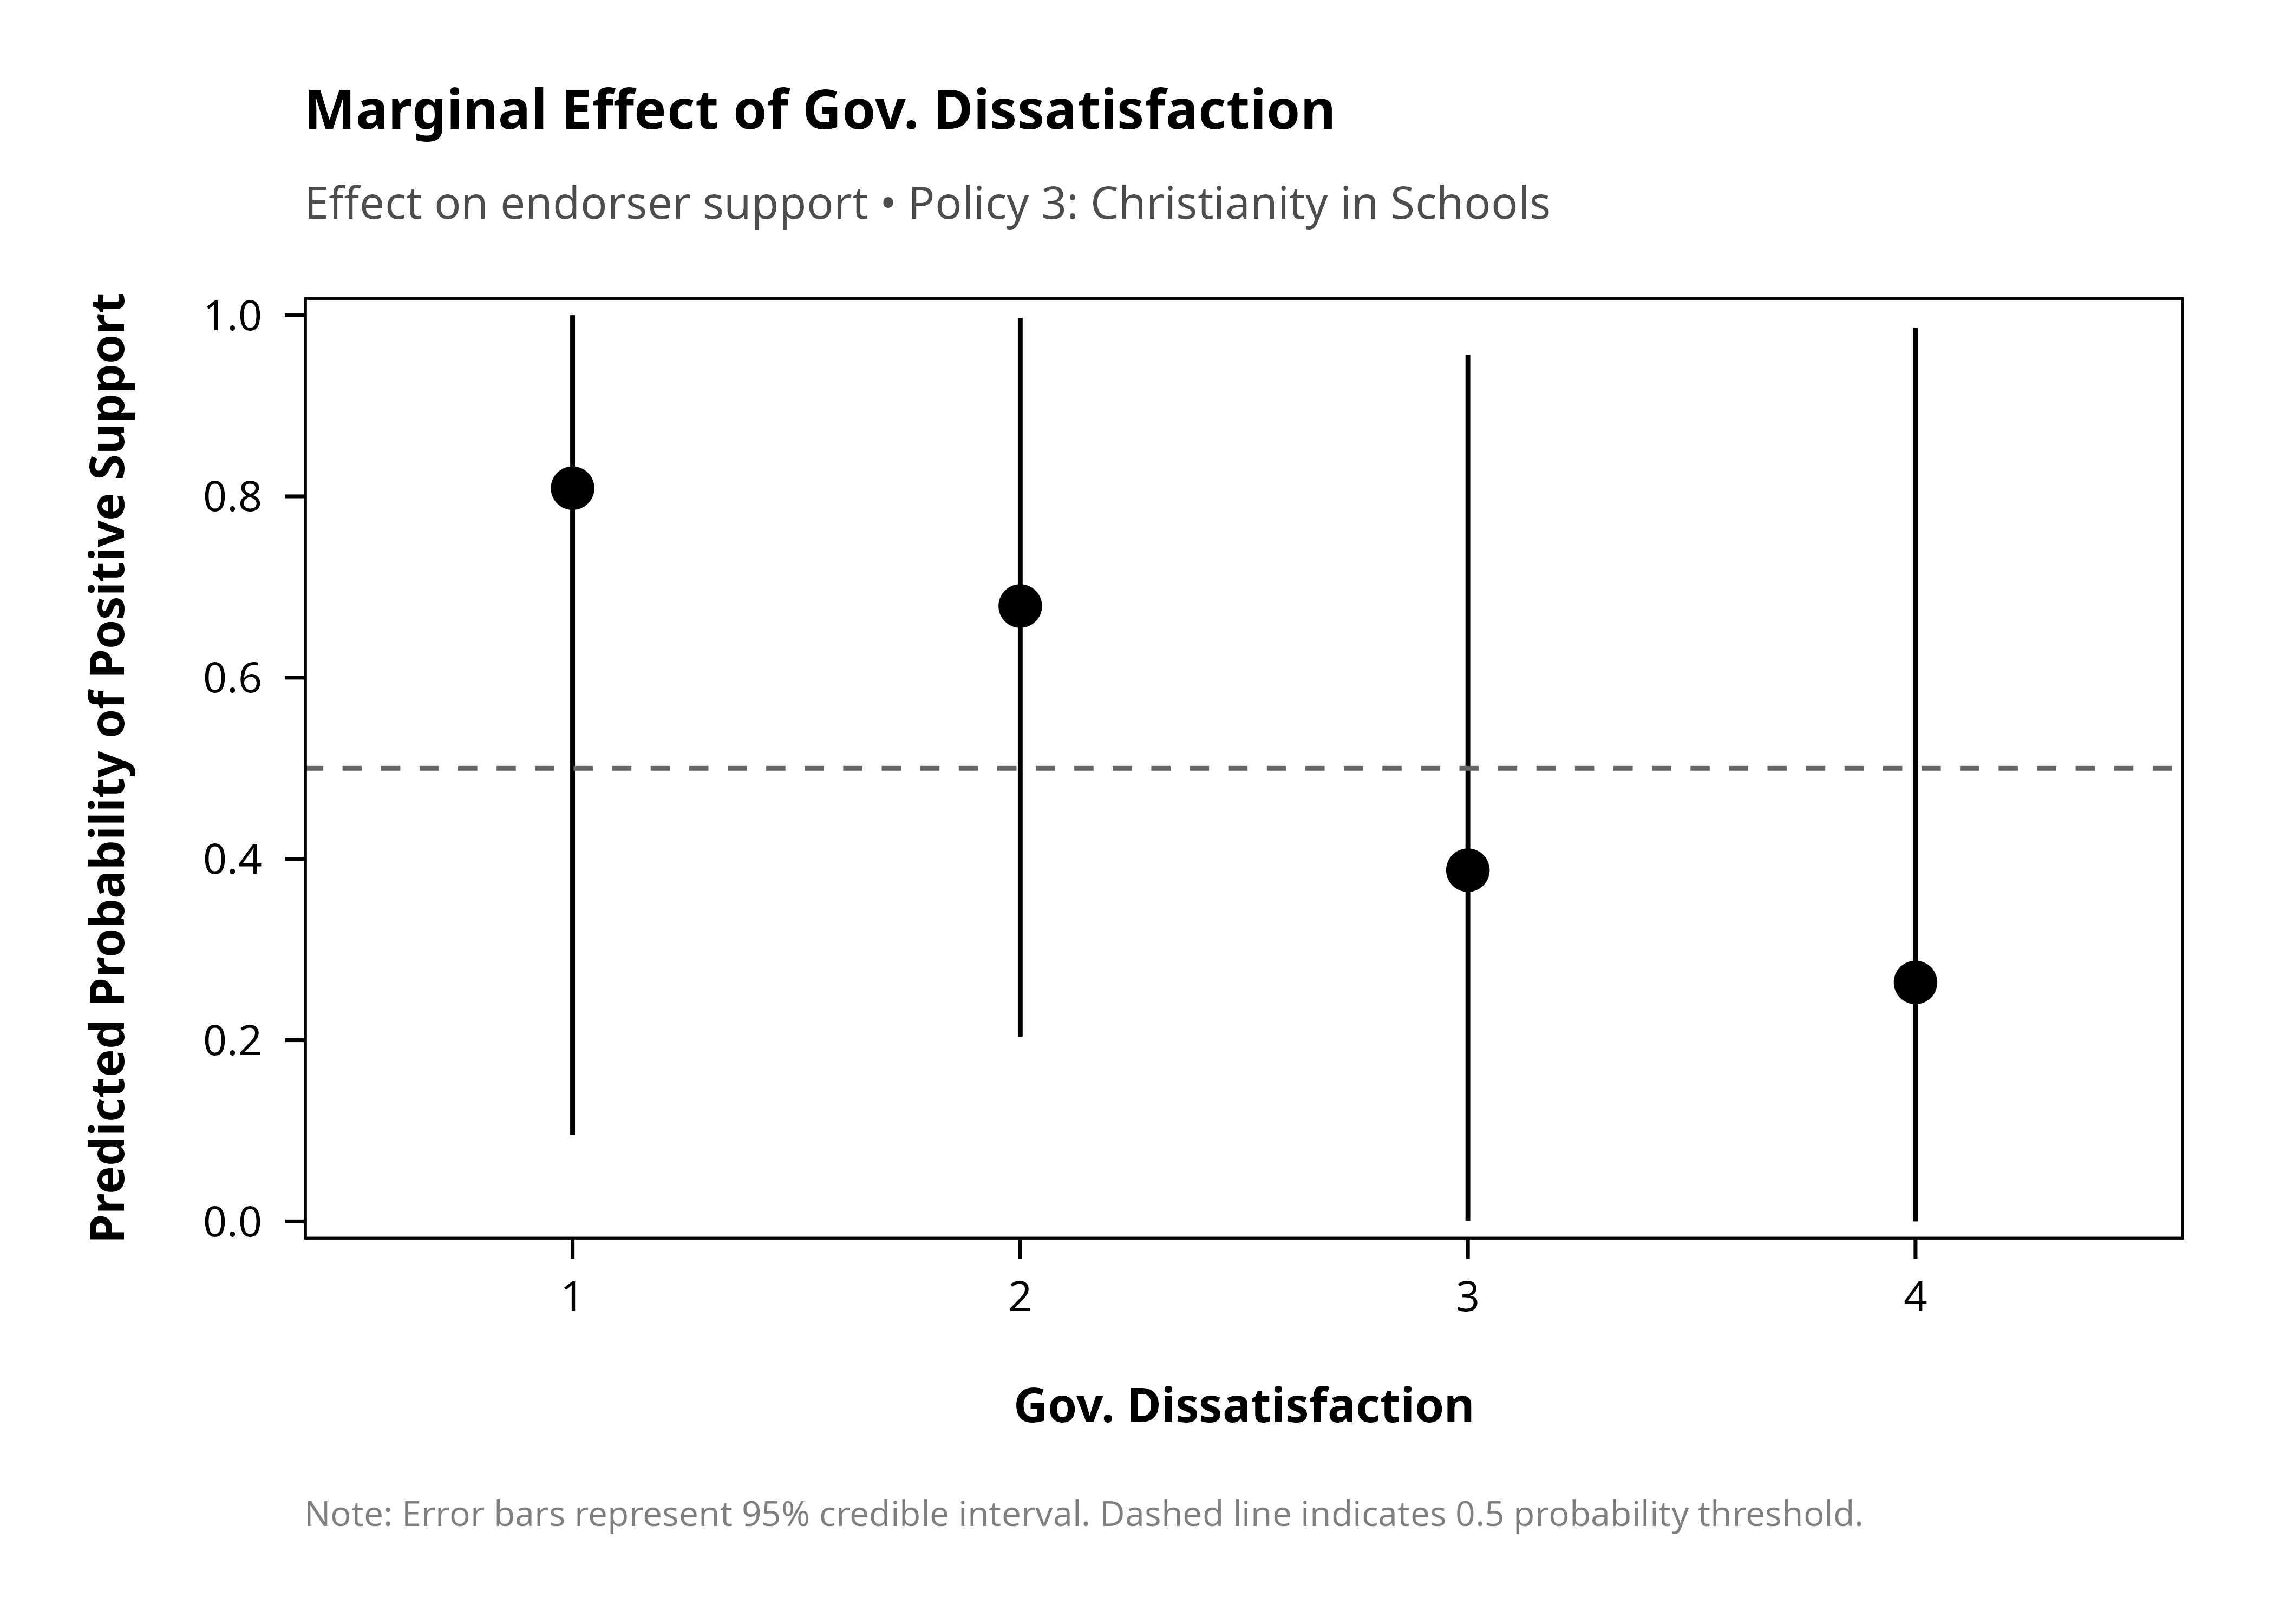 Marginal Effect of Gov. Dissatisfaction
Effect on endorser support • Policy 3: Christianity in Schools
Predicted Probability of Positive Support
1.0
0.8
0.6
0.4
0.2
0.0
1
2
3
4
Gov. Dissatisfaction
Note: Error bars represent 95% credible interval. Dashed line indicates 0.5 probability threshold.